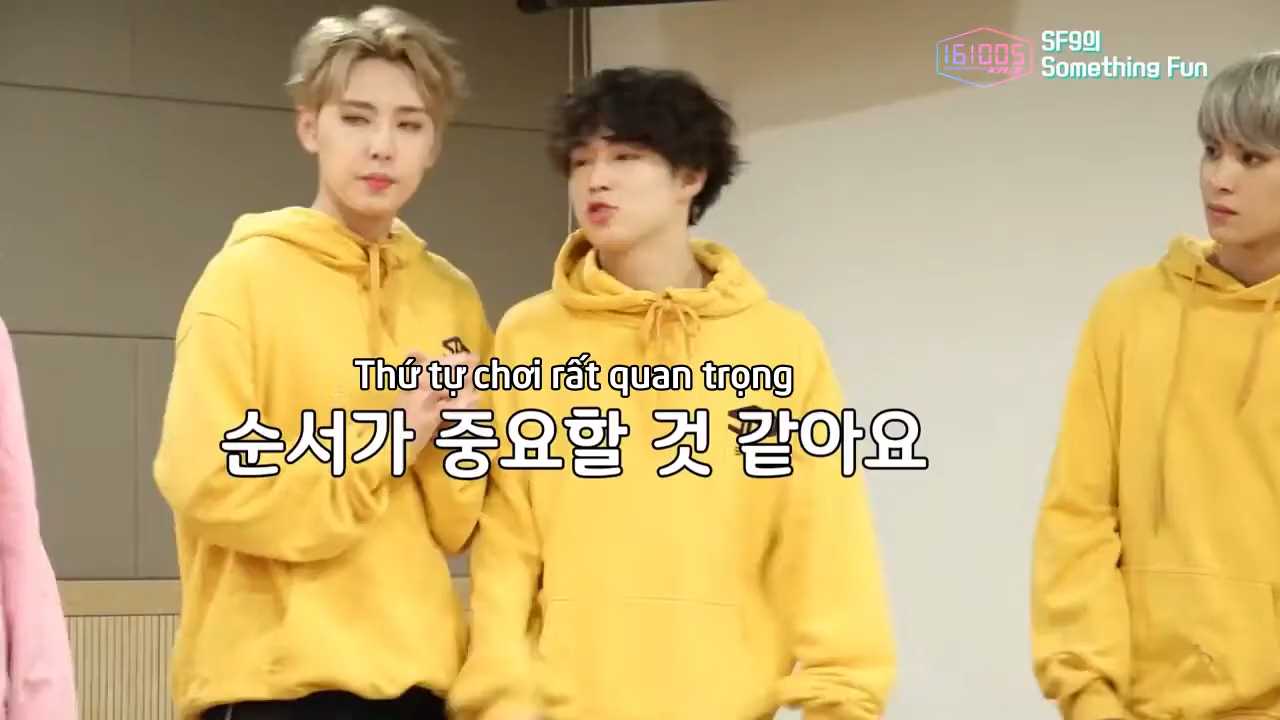 161005
SF9의
Something Fun
Thứ tự chơi rất quan trọng
순서가 중요할 것 같아요